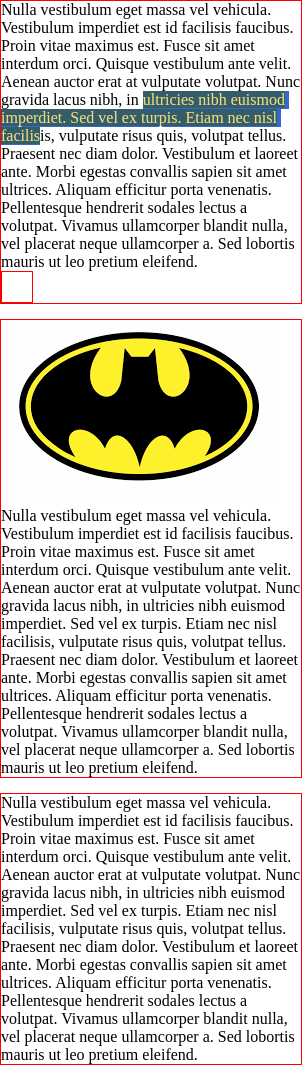 Nulla vestibulum eget massa vel vehicula.
Vestibulum imperdiet est id facilisis faucibus.
Proin vitae maximus est. Fusce sit amet
interdum orci. Quisque vestibulum ante velit.
Aenean auctor erat at vulputate volutpat. Nunc
gravida lacus nibh, in ultricies nibh euismod
imperdiet. Sed vel ex turpis. Etiam nec nisl
facilisis, vulputate risus quis, volutpat tellus.
Praesent nec diam dolor. Vestibulum et laoreet
ante. Morbi egestas convallis sapien sit amet
ultrices. Aliquam efficitur porta venenatis.
Pellentesque hendrerit sodales lectus a
volutpat. Vivamus ullamcorper blandit nulla,
vel placerat neque ullamcorper a. Sed lobortis
mauris ut leo pretium eleifend.
Nulla vestibulum eget massa vel vehicula.
Vestibulum imperdiet est id facilisis faucibus.
Proin vitae maximus est. Fusce sit amet
interdum orci. Quisque vestibulum ante velit.
Aenean auctor erat at vulputate volutpat. Nunc
gravida lacus nibh, in ultricies nibh euismod
imperdiet. Sed vel ex turpis. Etiam nec nisl
facilisis, vulputate risus quis, volutpat tellus.
Praesent nec diam dolor. Vestibulum et laoreet
ante. Morbi egestas convallis sapien sit amet
ultrices. Aliquam efficitur porta venenatis.
Pellentesque hendrerit sodales lectus a
volutpat. Vivamus ullamcorper blandit nulla,
vel placerat neque ullamcorper a. Sed lobortis
mauris ut leo pretium eleifend.
Nulla vestibulum eget massa vel vehicula.
Vestibulum imperdiet est id facilisis faucibus.
Proin vitae maximus est. Fusce sit amet
interdum orci. Quisque vestibulum ante velit.
Aenean auctor erat at vulputate volutpat. Nunc
gravida lacus nibh, in ultricies nibh euismod
imperdiet. Sed vel ex turpis. Etiam nec nisl
facilisis, vulputate risus quis, volutpat tellus.
Praesent nec diam dolor. Vestibulum et laoreet
ante. Morbi egestas convallis sapien sit amet
ultrices. Aliquam efficitur porta venenatis.
Pellentesque hendrerit sodales lectus a
volutpat. Vivamus ullamcorper blandit nulla,
vel placerat neque ullamcorper a. Sed lobortis
mauris ut leo pretium eleifend.